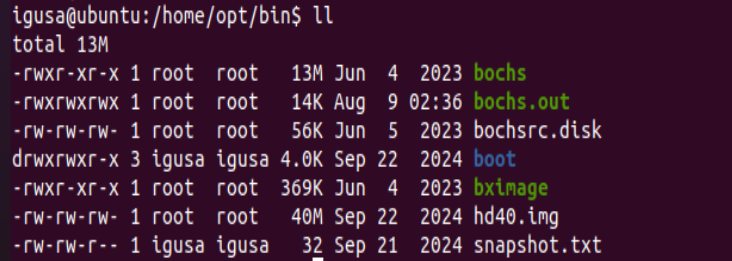 igusa@ubuntu:/home/opt/bin$ ll
total 13M
-rwxr-xr-x 1 root  root   13M Jun  4  2023 bochs
-rwxrwxrwx 1 root  root   14K Aug  9 02:36 bochs.out
-rw-rw-rw- 1 root  root   56K Jun  5  2023 bochsrc.disk
drwxrwxr-x 3 igusa igusa 4.0K Sep 22  2024 boot
-rwxr-xr-x 1 root  root  369K Jun  4  2023 bximage
-rw-rw-rw- 1 root  root   40M Sep 22  2024 hd40.img
-rw-rw-r-- 1 igusa igusa   32 Sep 21  2024 snapshot.txt